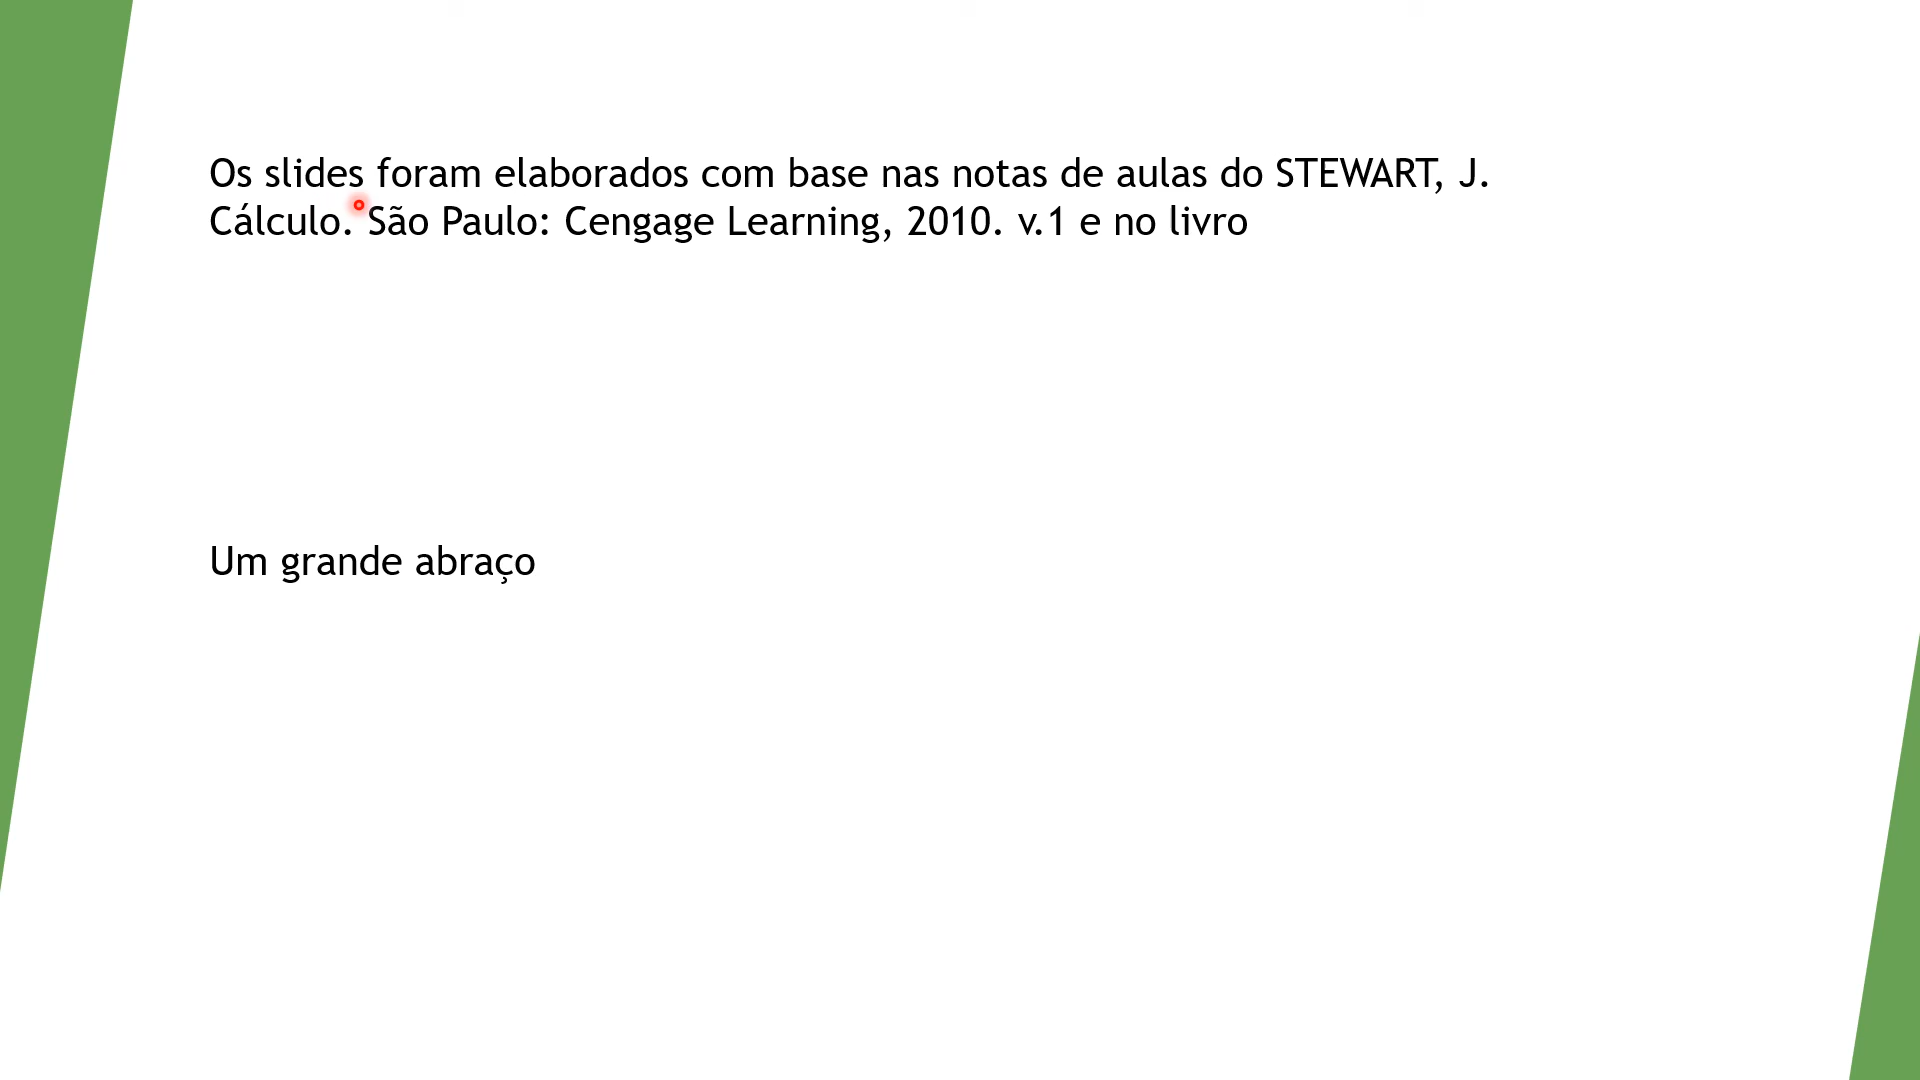 Os slides foram elaborados com base nas notas de aulas do STEWART, J.
Cálculo. São Paulo: Cengage Learning, 2010. v.1 e no livro
Um grande abraço